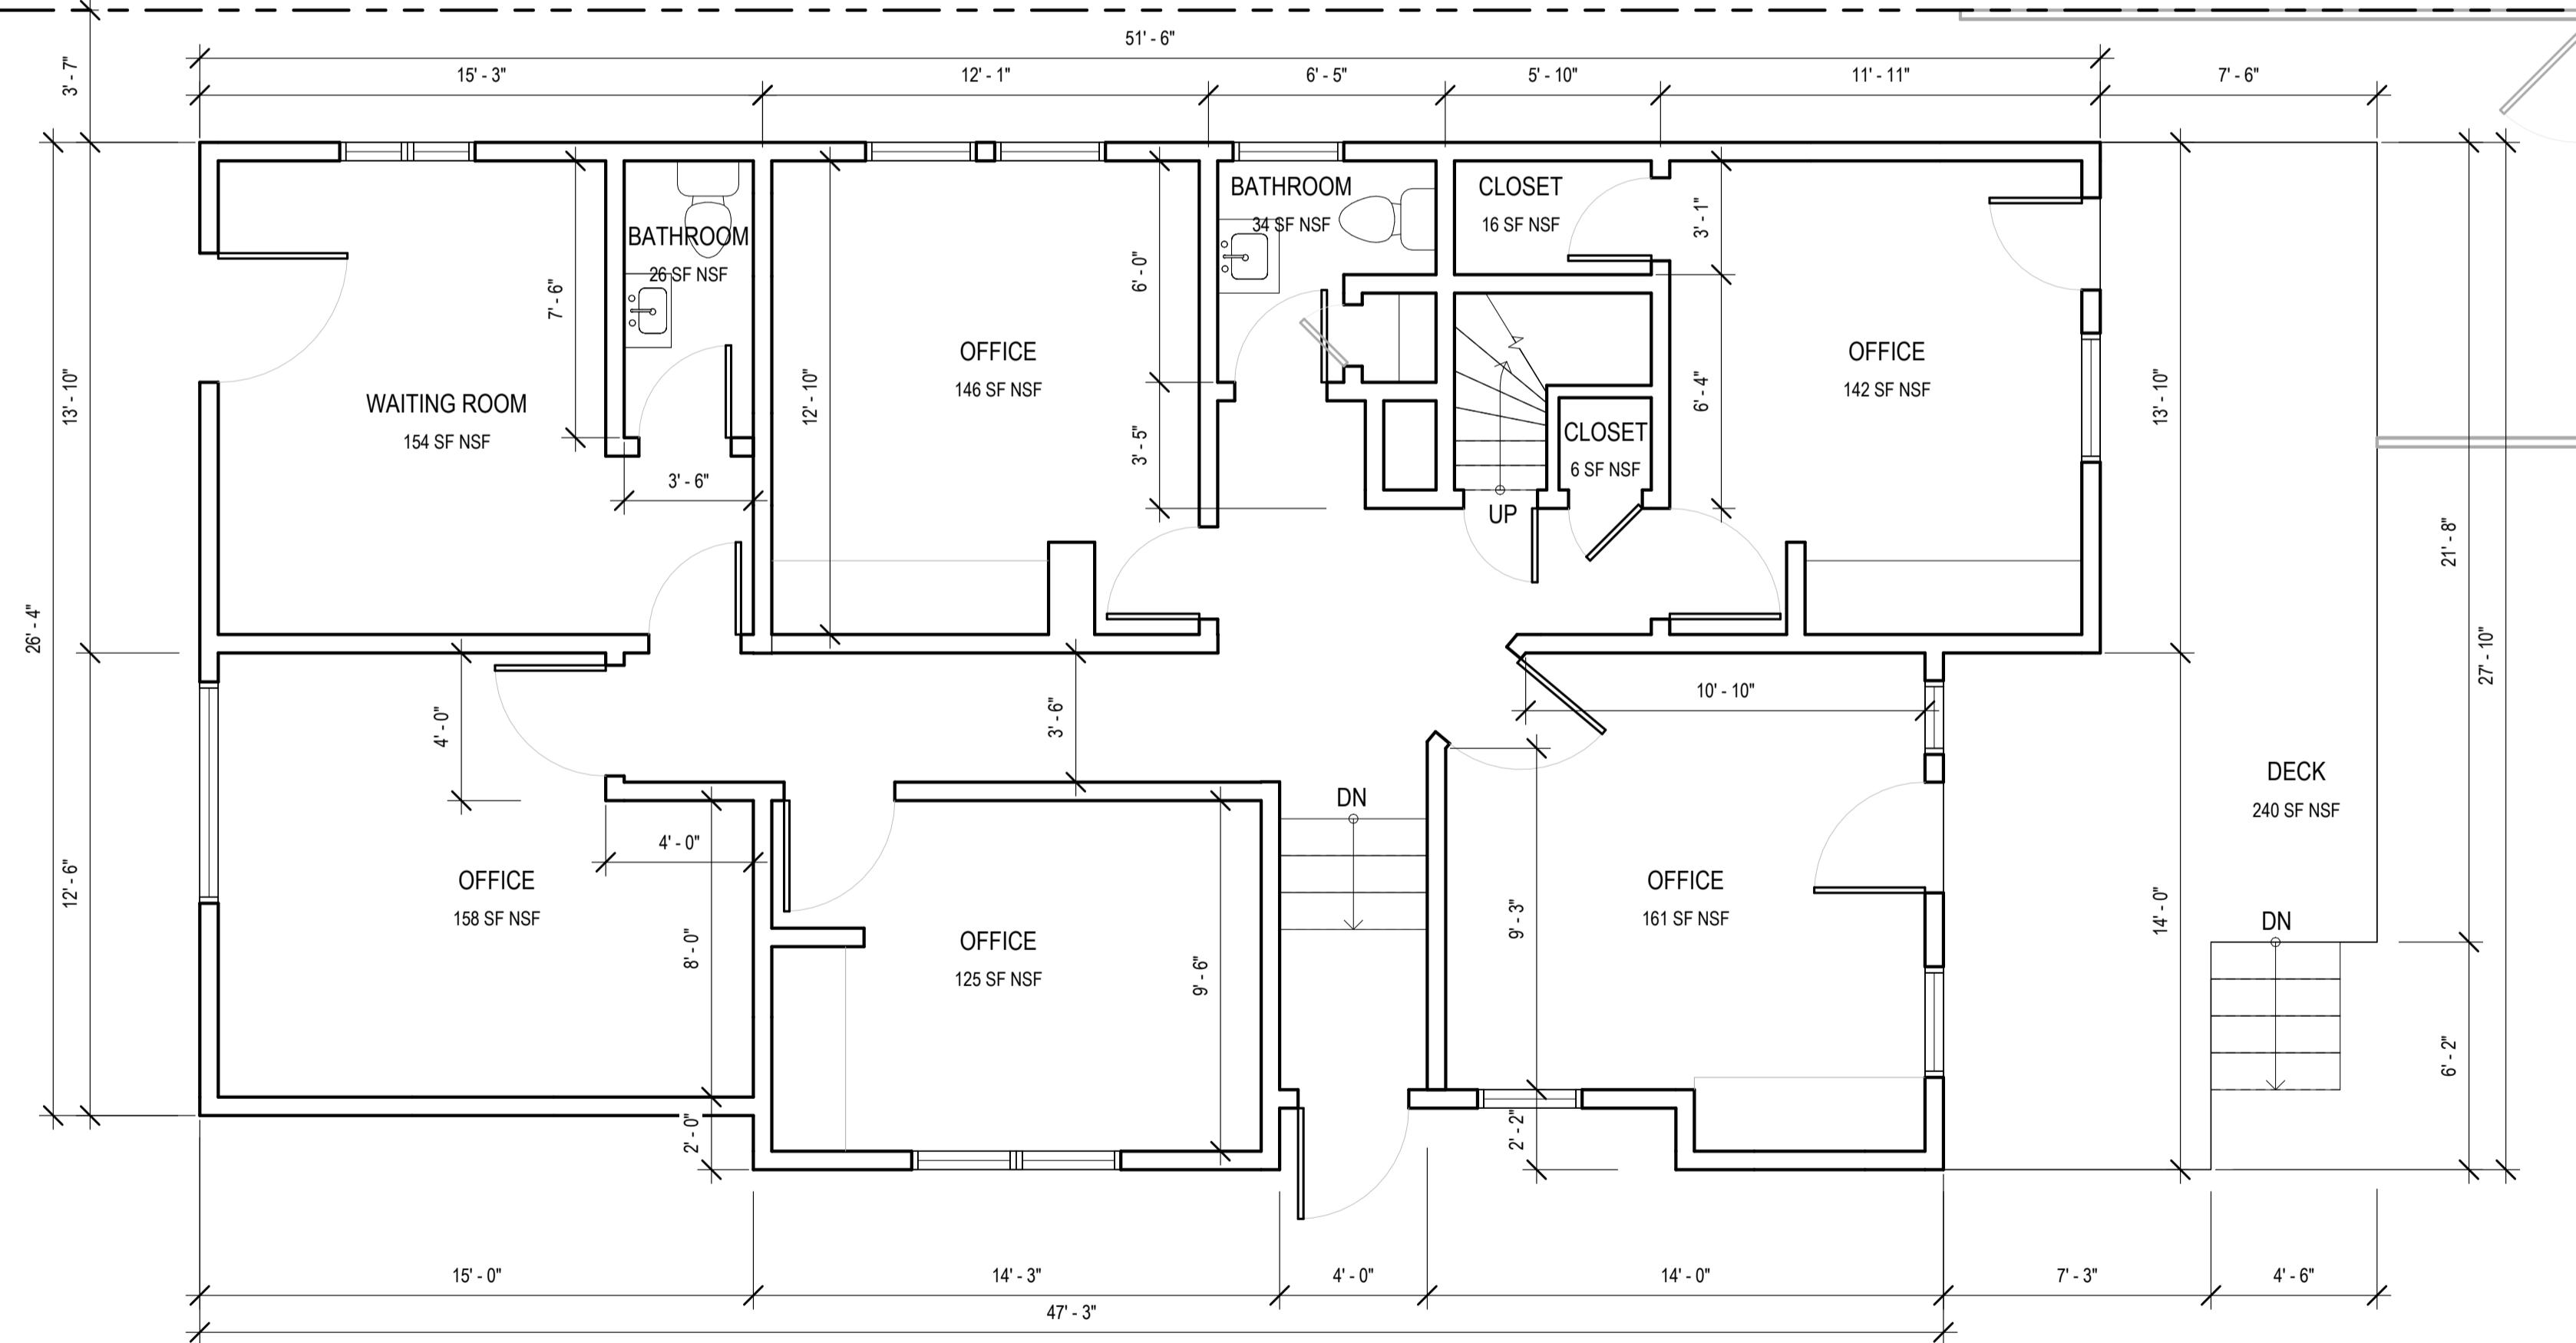 51' - 6"
15' - 3"
12' - 1"
6' - 5"
5' - 10"
11' - 11"
7' - 6"
3' - 7"
BATHROOM
34 SF NSF
CLOSET
16 SF NSF
3' - 1"
BATHROOM
26 SF NSF
7' - 6"
6' - 0"
OFFICE
146 SF NSF
OFFICE
142 SF NSF
13' - 10"
WAITING ROOM
154 SF NSF
12' - 10"
6' - 4"
13' - 10"
3' - 5"
CLOSET
6 SF NSF
3' - 6"
UP
21' - 8"
26' - 4"
27' - 10"
10' - 10"
4' - 0"
3' - 6"
DECK
240 SF NSF
DN
4' - 0"
12' - 6"
OFFICE
158 SF NSF
OFFICE
161 SF NSF
9' - 3"
14' - 0"
DN
8' - 0"
OFFICE
125 SF NSF
9' - 6"
6' - 2"
2' - 0"
2' - 2"
15' - 0"
14' - 3"
4' - 0"
14' - 0"
7' - 3"
4' - 6"
47' - 3"